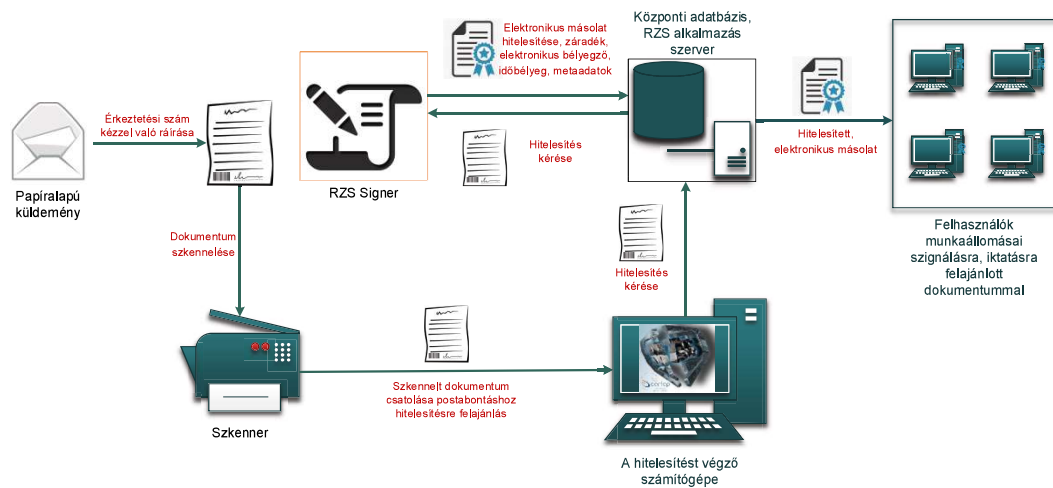 Elektronikus másolat
hitelesítése, záradék,
elektronikus bélyegző,
időbélyeg, metaadatok
Központi adatbázis,
RZS alkalmazás
szerver
Érkeztetési szám
kézzel való ráírása
Hitelesítés
kérése
Hitelesített,
elektronikus másolat
Papíralapú
küldemény
RZS Signer
Dokumentum
szkennelése
Hitelesítés
kérése
Felhasználók
munkaállomásai
szignálásra, iktatásra
felajánlott
dokumentummal
Szkennelt dokumentum
csatolása postabontáshoz
hitelesítésre felajánlás
Szkenner
A hitelesítést végző
számítógépe